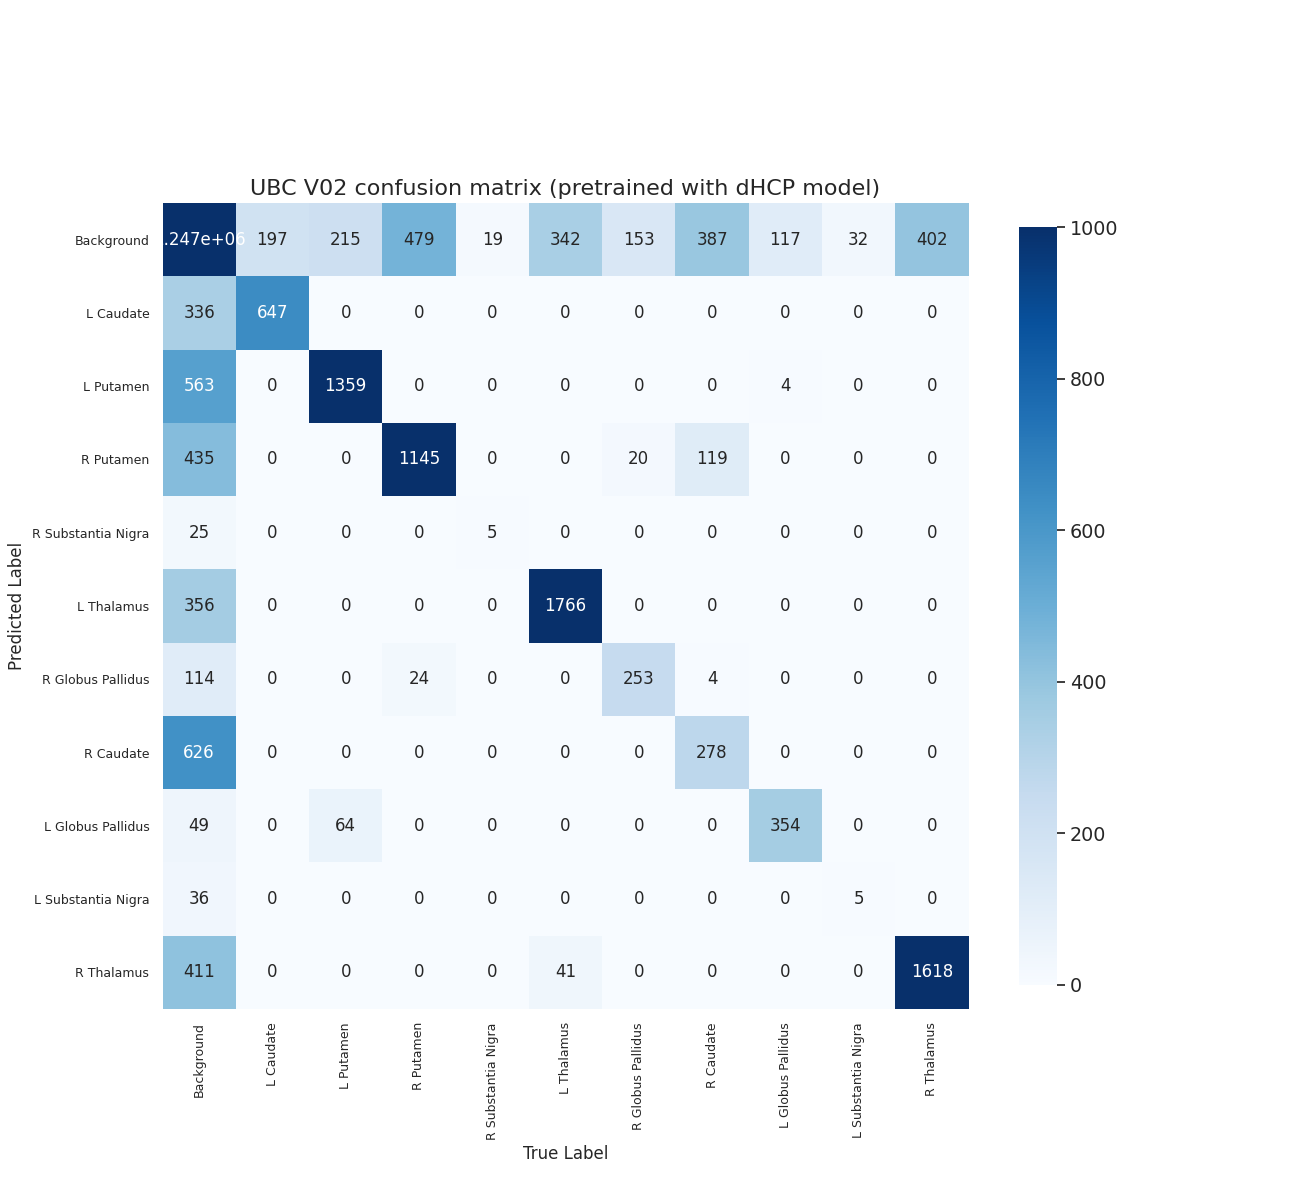 UBC V02 confusion matrix (pretrained with dHCP model)
Background .247e+06 197 215 479 19 342 153 387 117 32 402
L Caudate 336 647 0 0 0 0 0 0 0 0 0
L Putamen 563 0 1359 0 0 0 0 0 4 0 0
R Putamen 435 0 0 1145 0 0 20 119 0 0 0
R Substantia Nigra 25 0 0 0 5 0 0 0 0 0 0
L Thalamus 356 0 0 0 0 1766 0 0 0 0 0
R Globus Pallidus 114 0 0 24 0 0 253 4 0 0 0
R Caudate 626 0 0 0 0 0 0 278 0 0 0
L Globus Pallidus 49 0 64 0 0 0 0 0 354 0 0
L Substantia Nigra 36 0 0 0 0 0 0 0 0 5 0
R Thalamus 411 0 0 0 0 41 0 0 0 0 1618
Background
L Caudate
L Putamen
R Putamen
R Substantia Nigra
L Thalamus
R Globus Pallidus
R Caudate
L Globus Pallidus
L Substantia Nigra
R Thalamus
True Label
Predicted Label
1000
800
600
400
200
0